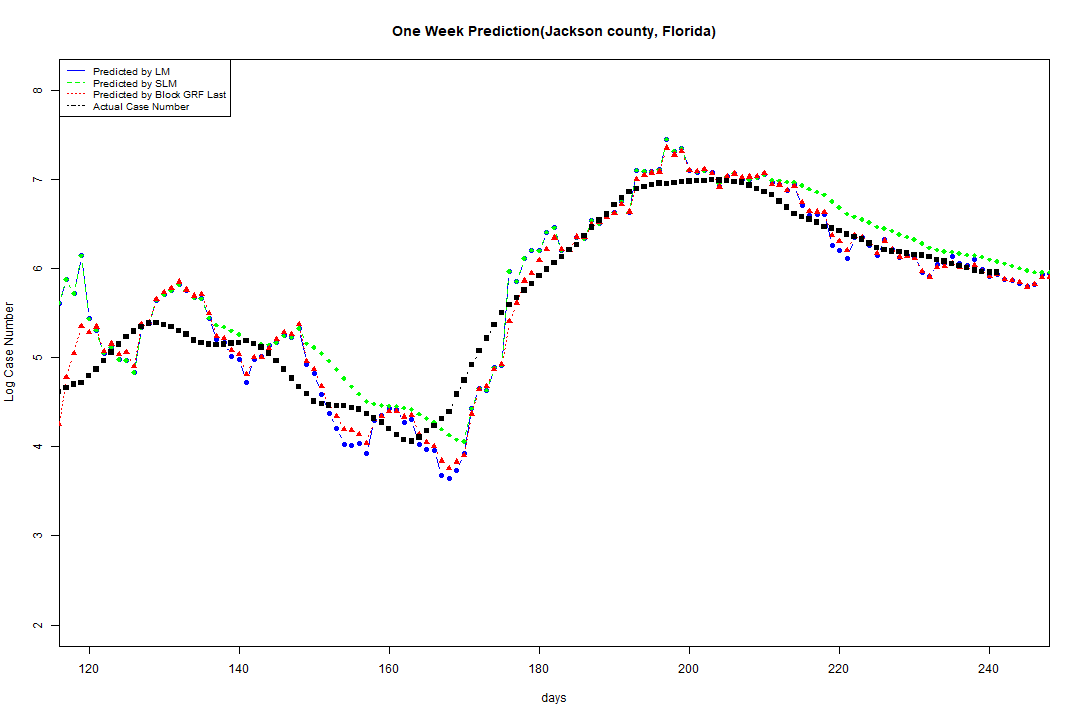 One Week Prediction(Jackson county, Florida)
Predicted by LM
Predicted by SLM
Predicted by Block GRF Last
Actual Case Number
Log Case Number
8
7
6
5
4
3
2
120 140 160 180 200 220 240
days